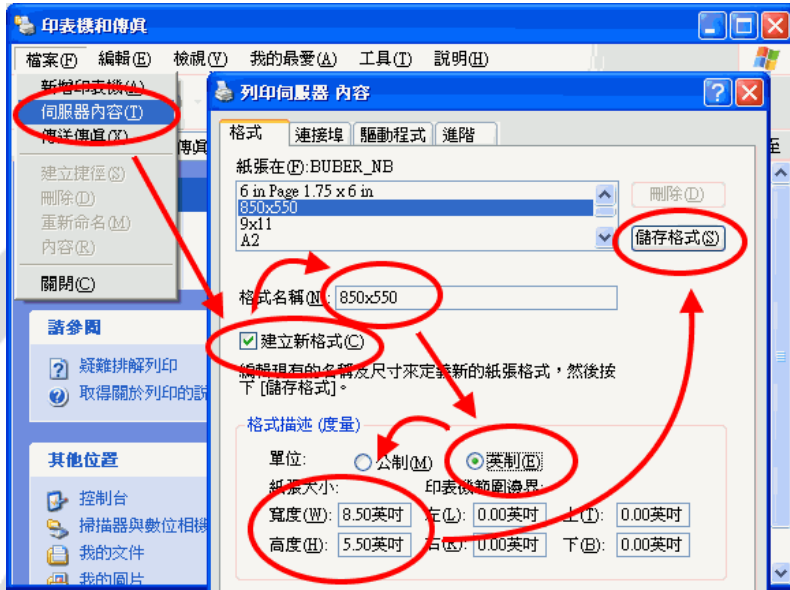 印表機和傳真
檔案(F) 編輯(E) 檢視(V) 我的最愛(A) 工具(T) 說明(H)
新增印表機(A)
伺服器內容(I)
傳送傳真(X)
建立捷徑(S)
刪除(D)
重新命名(M)
內容(R)
關閉(C)
傳真
至
請參閱
疑難排解列印
取得關於列印的說
其他位置
控制台
掃描器與數位相機
我的文件
我的圖片
列印伺服器 內容
格式 連接埠 驅動程式 進階
紙張在(F):BUBER_NB
6 in Page 1.75 x 6 in
850x550
9x11
A2
刪除(D)
儲存格式(S)
格式名稱(N): 850x550
建立新格式(C)
編輯現有的名稱及尺寸來定義新的紙張格式，然後按
下 [儲存格式]。
格式描述 (度量)
單位: 公制(M) 英制(E)
紙張大小: 印表機範圍邊界:
寬度(W): 8.50英吋 左(L): 0.00英吋 上(T): 0.00英吋
高度(H): 5.50英吋 右(R): 0.00英吋 下(B): 0.00英吋